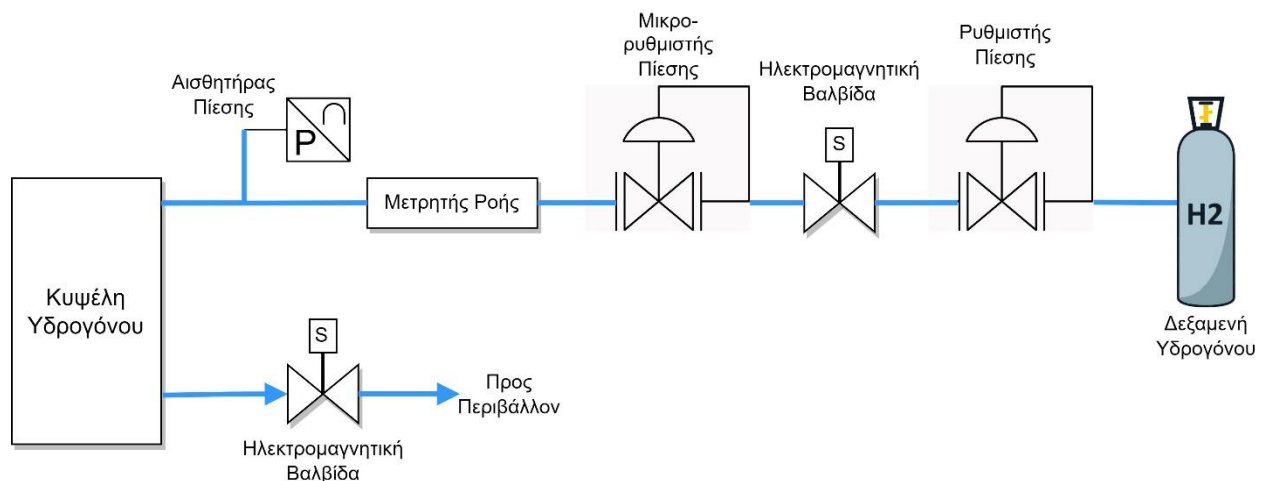 Μικρο-
ρυθμιστής
Πίεσης
Ρυθμιστής
Πίεσης
Ηλεκτρομαγνητική
Βαλβίδα
Αισθητήρας
Πίεσης
P
S
Μετρητής Ροής
H2
Κυψέλη
Υδρογόνου
Δεξαμενή
Υδρογόνου
S
Προς
Περιβάλλον
Ηλεκτρομαγνητική
Βαλβίδα